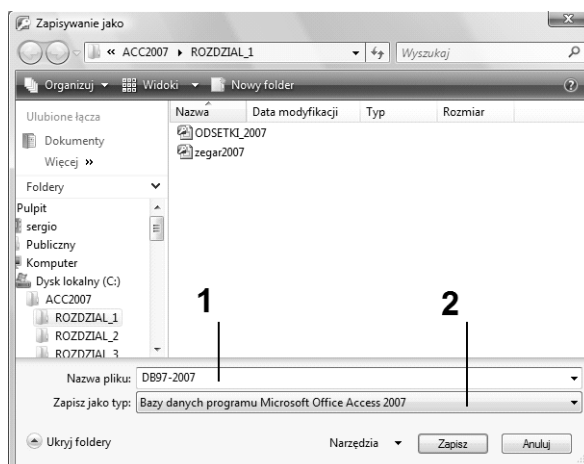 Zapisywanie jako
« ACC2007 ▸ ROZDZIAL_1
Wyszukaj
Organizuj Widoki Nowy folder
Ulubione łącza
Dokumenty
Więcej »
Foldery
Pulpit
sergio
Publiczny
Komputer
Dysk lokalny (C:)
ACC2007
ROZDZIAL_1
ROZDZIAL_2
ROZDZIAL_3
Nazwa Data modyfikacji Typ Rozmiar
ODSETKI_2007
zegar2007
1 2
Nazwa pliku: DB97-2007
Zapisz jako typ: Bazy danych programu Microsoft Office Access 2007
Ukryj foldery Narzędzia Zapisz Anuluj